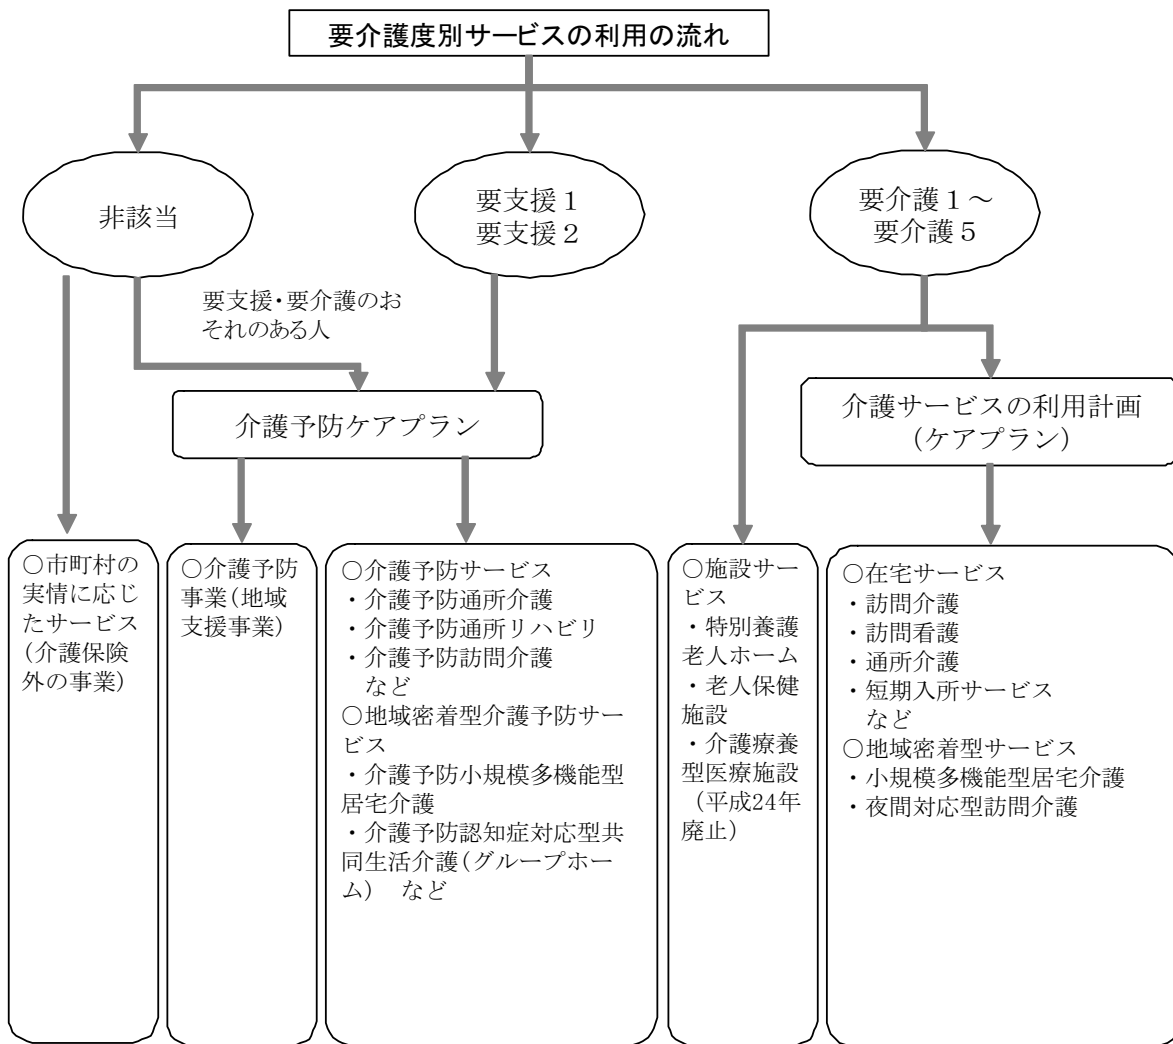 要介護度別サービスの利用の流れ
非該当
要支援１
要支援２
要介護１～
要介護５
要支援・要介護のお
それのある人
介護予防ケアプラン
介護サービスの利用計画
（ケアプラン）
○市町村の
実情に応じ
たサービス
（介護保険
外の事業）
○介護予防
事業（地域
支援事業）
○介護予防サービス
・介護予防通所介護
・介護予防通所リハビリ
・介護予防訪問介護
など
○地域密着型介護予防サー
ビス
・介護予防小規模多機能型
居宅介護
・介護予防認知症対応型共
同生活介護（グループホー
ム）　など
○施設サー
ビス
・特別養護
老人ホーム
・老人保健
施設
・介護療養
型医療施設
（平成24年
廃止）
○在宅サービス
・訪問介護
・訪問看護
・通所介護
・短期入所サービス
など
○地域密着型サービス
・小規模多機能型居宅介護
・夜間対応型訪問介護